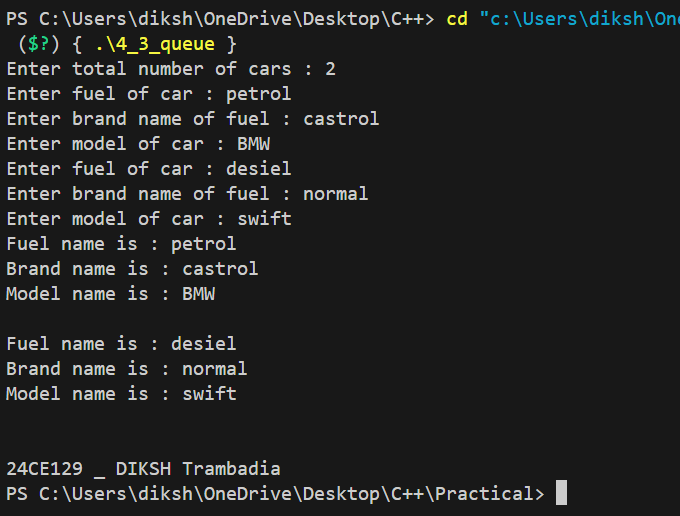 PS C:\Users\diksh\OneDrive\Desktop\C++> cd "c:\Users\diksh\One
($?) { .\4_3_queue }
Enter total number of cars : 2
Enter fuel of car : petrol
Enter brand name of fuel : castrol
Enter model of car : BMW
Enter fuel of car : desiel
Enter brand name of fuel : normal
Enter model of car : swift
Fuel name is : petrol
Brand name is : castrol
Model name is : BMW
Fuel name is : desiel
Brand name is : normal
Model name is : swift
24CE129 _ DIKSH Trambadia
PS C:\Users\diksh\OneDrive\Desktop\C++\Practical>